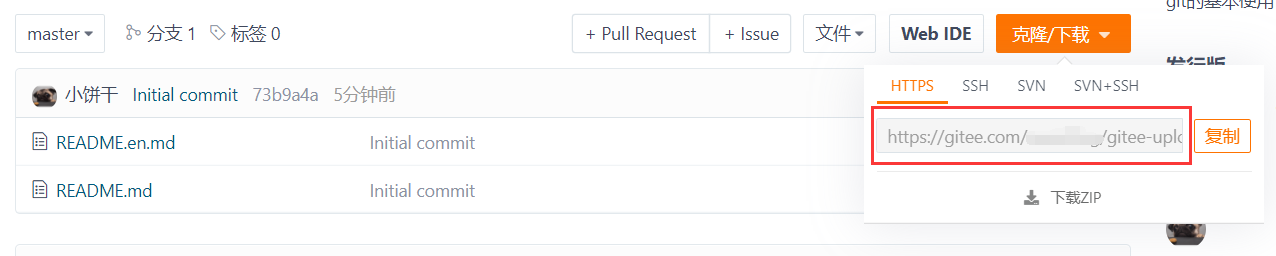 git的基本使用
master 分支 1 标签 0 + Pull Request + Issue 文件 Web IDE 克隆/下载
发行版
小饼干 Initial commit 73b9a4a 5分钟前
HTTPS SSH SVN SVN+SSH
README.en.md Initial commit
https://gitee.com/ g/gitee-uplo 复制
README.md Initial commit
下载ZIP